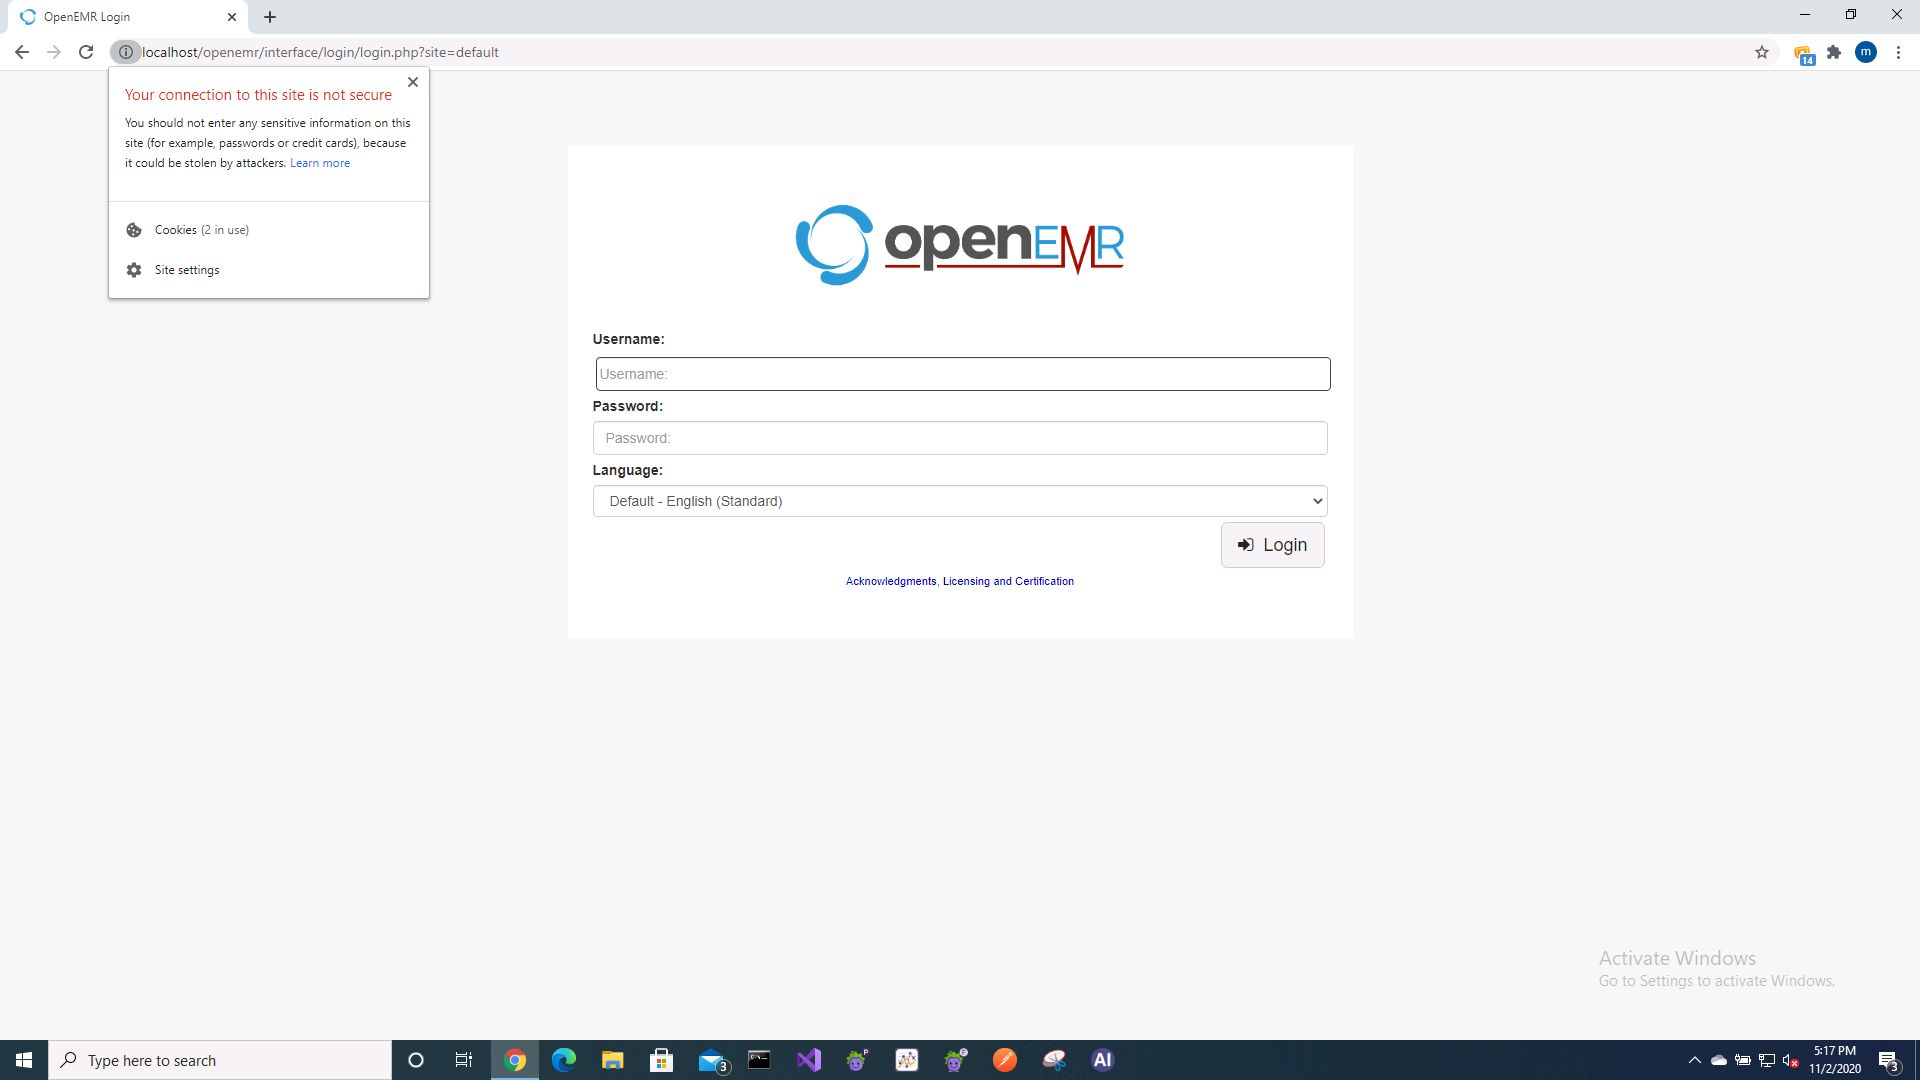 OpenEMR Login
localhost/openemr/interface/login/login.php?site=default
14
m
Your connection to this site is not secure
You should not enter any sensitive information on this
site (for example, passwords or credit cards), because
it could be stolen by attackers. Learn more
Cookies (2 in use)
Site settings
openEMR
Username:
Username:
Password:
Password:
Language:
Default - English (Standard)
Login
Acknowledgments, Licensing and Certification
Activate Windows
Go to Settings to activate Windows.
Type here to search
3
P
F
AI
5:17 PM
11/2/2020
3